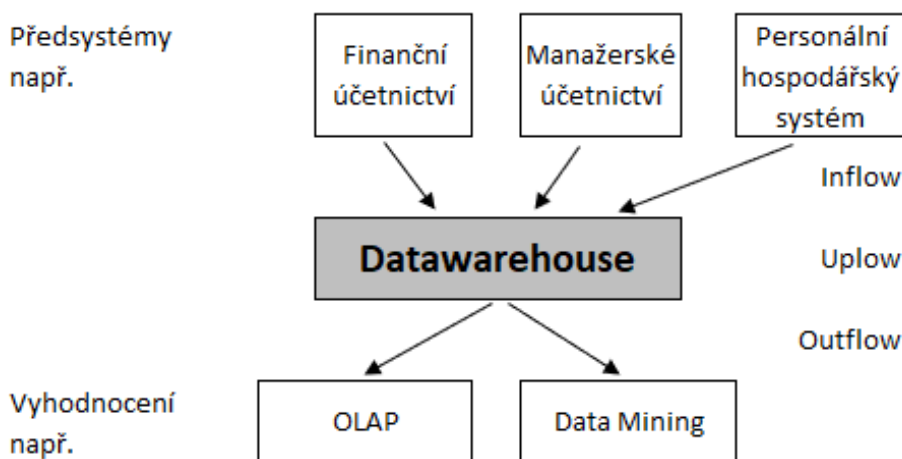 Předsystémy
např.
Finanční
účetnictví
Manažerské
účetnictví
Personální
hospodářský
systém
Inflow
Datawarehouse
Uplow
Outflow
Vyhodnocení
např.
OLAP
Data Mining